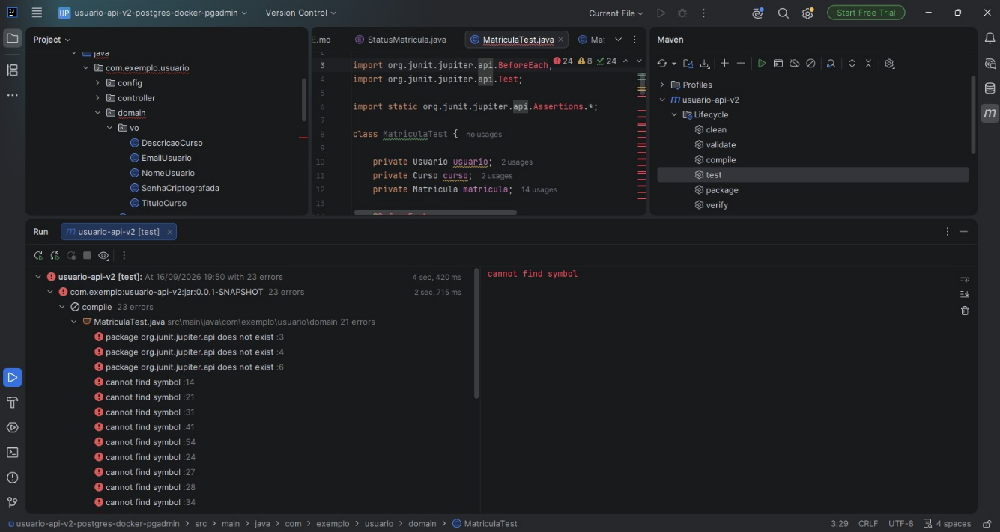 UP usuario-api-v2-postgres-docker-pgadmin Version Control Current File Start Free Trial
Project
java
com.exemplo.usuario
config
controller
domain
vo
DescricaoCurso
EmailUsuario
NomeUsuario
SenhaCriptografada
TituloCurso
E.md StatusMatricula.java MatriculaTest.java Mat
3 import org.junit.jupiter.api.BeforeEach; 24 8 24
4 import org.junit.jupiter.api.Test;
5
6 import static org.junit.jupiter.api.Assertions.*;
7
8 class MatriculaTest { no usages
9
10 private Usuario usuario; 2 usages
11 private Curso curso; 2 usages
12 private Matricula matricula; 14 usages
13
Maven
Profiles
usuario-api-v2
Lifecycle
clean
validate
compile
test
package
verify
Run usuario-api-v2 [test]
usuario-api-v2 [test]: At 16/09/2026 19:50 with 23 errors 4 sec, 420 ms
com.exemplo:usuario-api-v2:jar:0.0.1-SNAPSHOT 23 errors 2 sec, 715 ms
compile 23 errors
MatriculaTest.java src\main\java\com\exemplo\usuario\domain 21 errors
package org.junit.jupiter.api does not exist :3
package org.junit.jupiter.api does not exist :4
package org.junit.jupiter.api does not exist :6
cannot find symbol :14
cannot find symbol :21
cannot find symbol :31
cannot find symbol :41
cannot find symbol :54
cannot find symbol :24
cannot find symbol :27
cannot find symbol :28
cannot find symbol :34
cannot find symbol
usuario-api-v2-postgres-docker-pgadmin > src > main > java > com > exemplo > usuario > domain > MatriculaTest 3:29 CRLF UTF-8 4 spaces